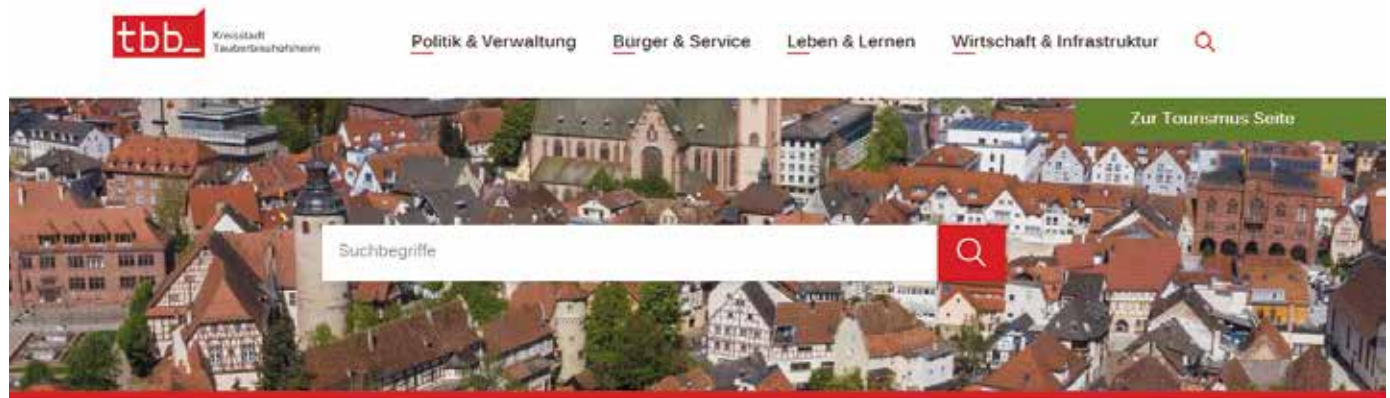 tbb_
Kreisstadt
Tauberbischofsheim
Politik & Verwaltung
Bürger & Service
Leben & Lernen
Wirtschaft & Infrastruktur
Zur Tourismus Seite
Suchbegriffe